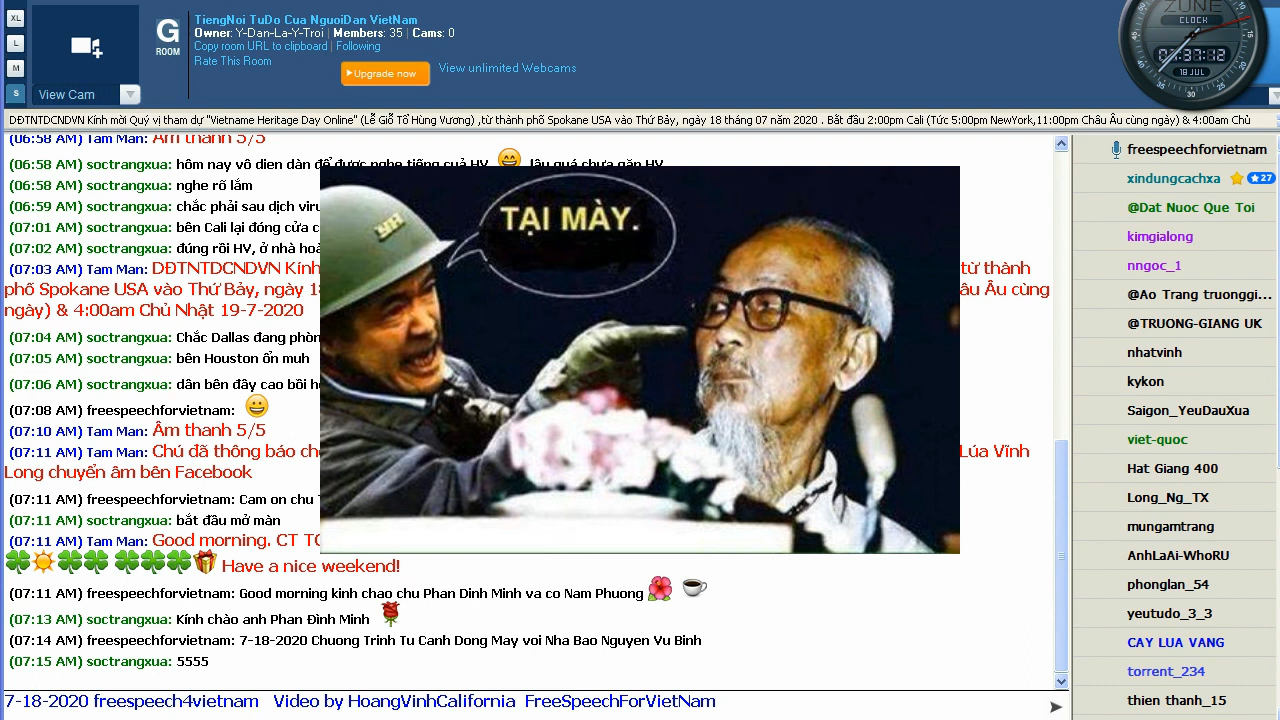 XL
L
M
S
View Cam
G
ROOM
TiengNoi TuDo Cua NguoiDan VietNam
Owner: Y-Dan-La-Y-Troi | Members: 35 | Cams: 0
Copy room URL to clipboard | Following
Rate This Room
Upgrade now
View unlimited Webcams
ZUNE
CLOCK
18 JUL
15
25
30
35
DĐTNTDCNDVN Kính mời Quý vị tham dự "Vietname Heritage Day Online" (Lễ Giỗ Tổ Hùng Vương) ,từ thành phố Spokane USA vào Thứ Bảy, ngày 18 tháng 07 năm 2020 . Bắt đầu 2:00pm Cali (Tức 5:00pm NewYork,11:00pm Châu Âu cùng ngày) & 4:00am Chủ
(06:58 AM) Tam Man: Âm thanh 5/5
(06:58 AM) soctrangxua: hôm nay vô dien dàn để được nghe tiếng cuả HV lâu quá chưa gặp HV
(06:58 AM) soctrangxua: nghe rõ lắm
(06:59 AM) soctrangxua: chắc phải sau dịch viru
(07:01 AM) soctrangxua: bên Cali lại đóng cửa c
(07:02 AM) soctrangxua: đúng rồi HV, ở nhà hoà
(07:03 AM) Tam Man: DĐTNTDCNDVN Kính từ thành
phố Spokane USA vào Thứ Bảy, ngày 18 âu Âu cùng
ngày) & 4:00am Chủ Nhật 19-7-2020
(07:04 AM) soctrangxua: Chắc Dallas đang phòn
(07:05 AM) soctrangxua: bên Houston ổn muh
(07:06 AM) soctrangxua: dân bên đây cao bồi h
(07:08 AM) freespeechforvietnam:
(07:10 AM) Tam Man: Âm thanh 5/5
(07:11 AM) Tam Man: Chú đã thông báo ch Lúa Vĩnh
Long chuyển âm bên Facebook
(07:11 AM) freespeechforvietnam: Cam on chu T
(07:11 AM) soctrangxua: bắt đầu mở màn
(07:11 AM) Tam Man: Good morning. CT TC
Have a nice weekend!
(07:11 AM) freespeechforvietnam: Good morning kinh chao chu Phan Dinh Minh va co Nam Phuong
(07:13 AM) soctrangxua: Kính chào anh Phan Đình Minh
(07:14 AM) freespeechforvietnam: 7-18-2020 Chuong Trinh Tu Canh Dong May voi Nha Bao Nguyen Vu Binh
(07:15 AM) soctrangxua: 5555
YH
TẠI MÀY.
7-18-2020 freespeech4vietnam Video by HoangVinhCalifornia FreeSpeechForVietNam
freespeechforvietnam
xindungcachxa 27
@Dat Nuoc Que Toi
kimgialong
nngoc_1
@Ao Trang truonggi...
@TRUONG-GIANG UK
nhatvinh
kykon
Saigon_YeuDauXua
viet-quoc
Hat Giang 400
Long_Ng_TX
mungamtrang
AnhLaAi-WhoRU
phonglan_54
yeutudo_3_3
CAY LUA VANG
torrent_234
thien thanh_15